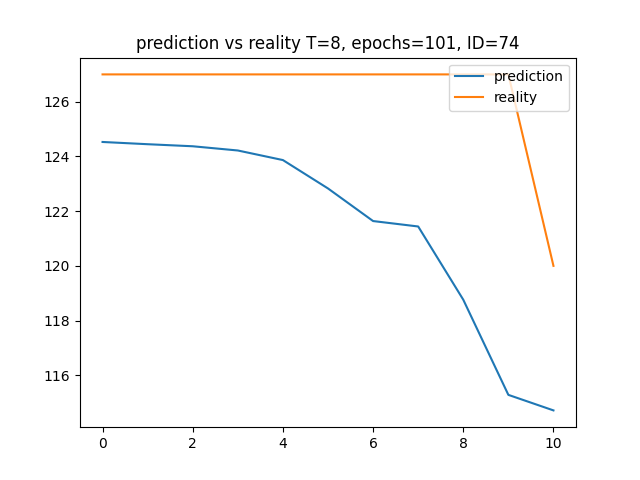 prediction vs reality T=8, epochs=101, ID=74
prediction
reality
126
124
122
120
118
116
0 2 4 6 8 10